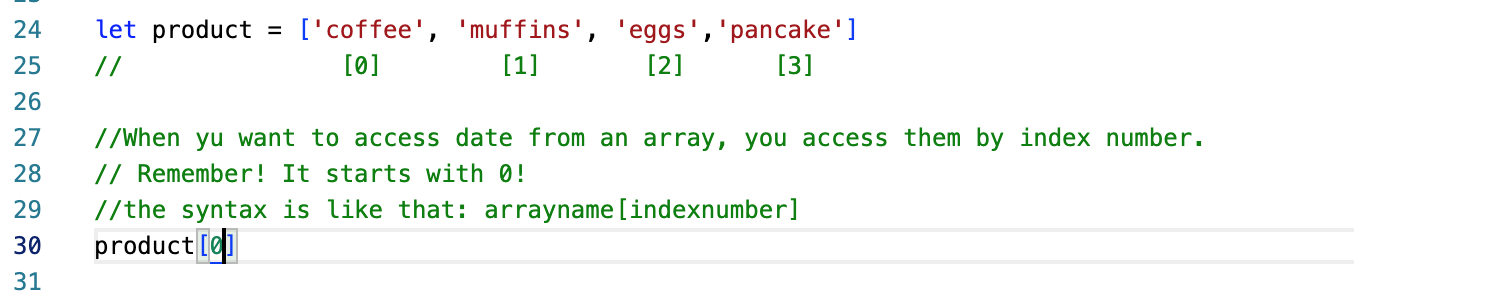 24 let product = ['coffee', 'muffins', 'eggs','pancake']
25 // [0] [1] [2] [3]
26
27 //When yu want to access date from an array, you access them by index number.
28 // Remember! It starts with 0!
29 //the syntax is like that: arrayname[indexnumber]
30 product[0]
31